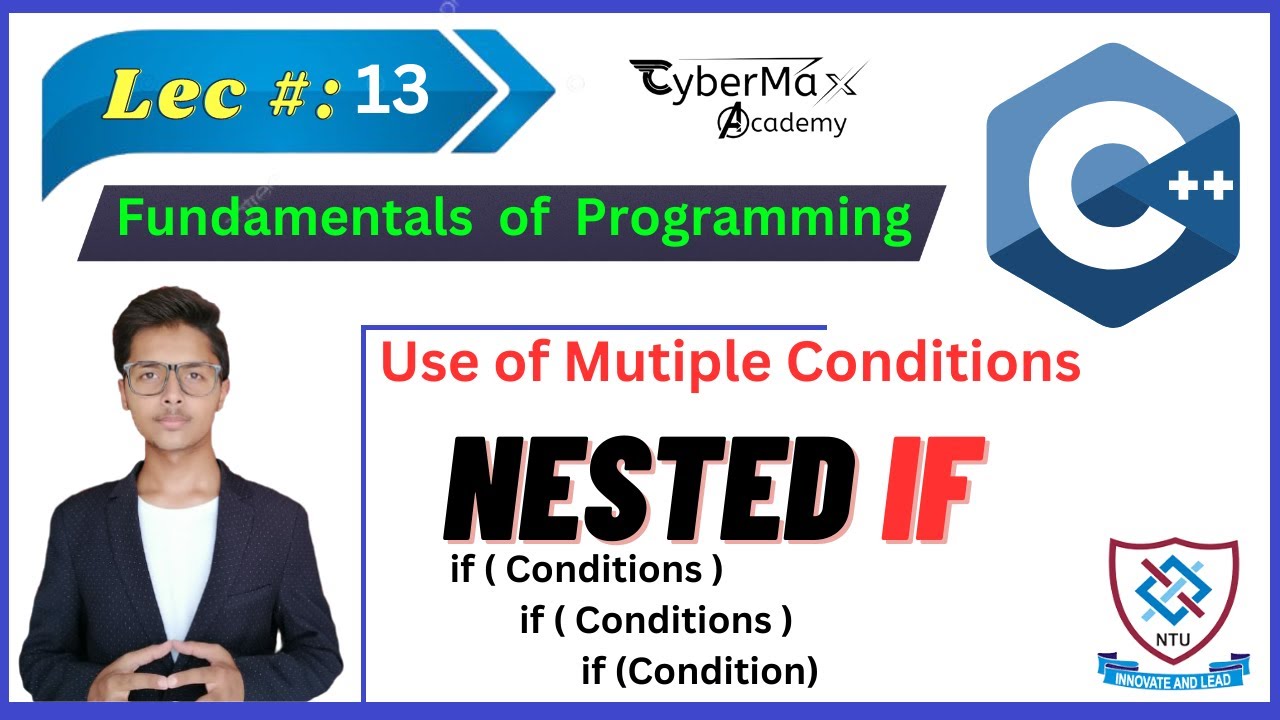 Lec #: 13
CyberMax
Academy
C++
Fundamentals of Programming
Use of Mutiple Conditions
NESTED IF
if ( Conditions )
if ( Conditions )
if (Condition)
NTU
INNOVATE AND LEAD